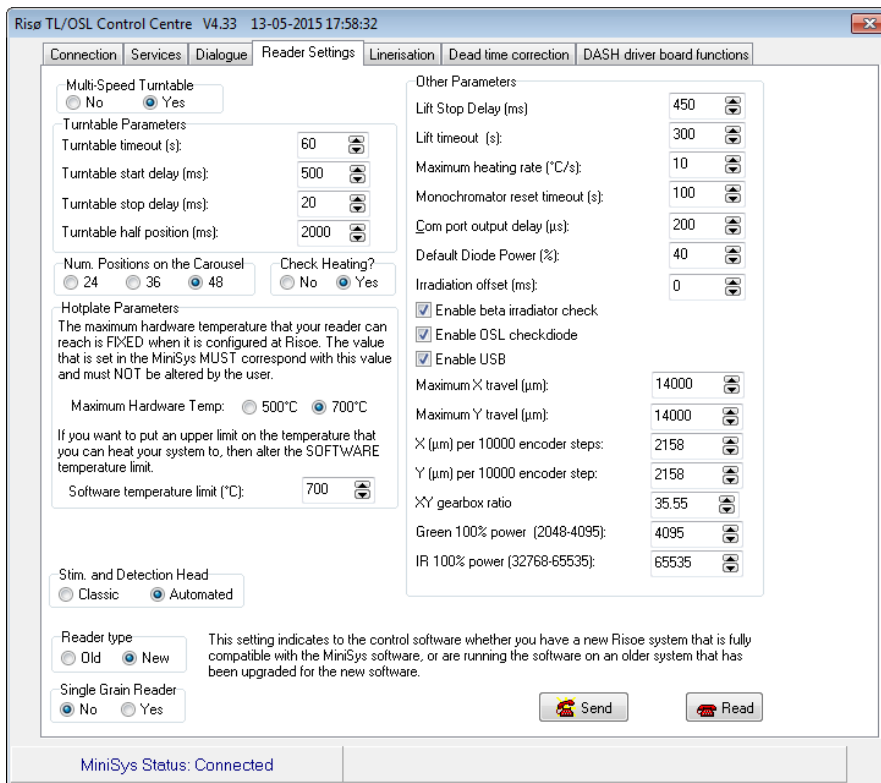 Risø TL/OSL Control Centre V4.33 13-05-2015 17:58:32
Connection Services Dialogue Reader Settings Linerisation Dead time correction DASH driver board functions
Multi-Speed Turntable
No Yes
Turntable Parameters
Turntable timeout (s): 60
Turntable start delay (ms): 500
Turntable stop delay (ms): 20
Turntable half position (ms): 2000
Num. Positions on the Carousel
24 36 48
Check Heating?
No Yes
Hotplate Parameters
The maximum hardware temperature that your reader can
reach is FIXED when it is configured at Risoe. The value
that is set in the MiniSys MUST correspond with this value
and must NOT be altered by the user.
Maximum Hardware Temp: 500°C 700°C
If you want to put an upper limit on the temperature that
you can heat your system to, then alter the SOFTWARE
temperature limit.
Software temperature limit (°C): 700
Stim. and Detection Head
Classic Automated
Reader type
Old New
This setting indicates to the control software whether you have a new Risoe system that is fully
compatible with the MiniSys software, or are running the software on an older system that has
been upgraded for the new software.
Single Grain Reader
No Yes
Other Parameters
Lift Stop Delay (ms) 450
Lift timeout (s): 300
Maximum heating rate (°C/s): 10
Monochromator reset timeout (s): 100
Com port output delay (µs): 200
Default Diode Power (%): 40
Irradiation offset (ms): 0
Enable beta irradiator check
Enable OSL checkdiode
Enable USB
Maximum X travel (µm): 14000
Maximum Y travel (µm): 14000
X (µm) per 10000 encoder steps: 2158
Y (µm) per 10000 encoder step: 2158
XY gearbox ratio 35.55
Green 100% power (2048-4095): 4095
IR 100% power (32768-65535): 65535
Send Read
MiniSys Status: Connected